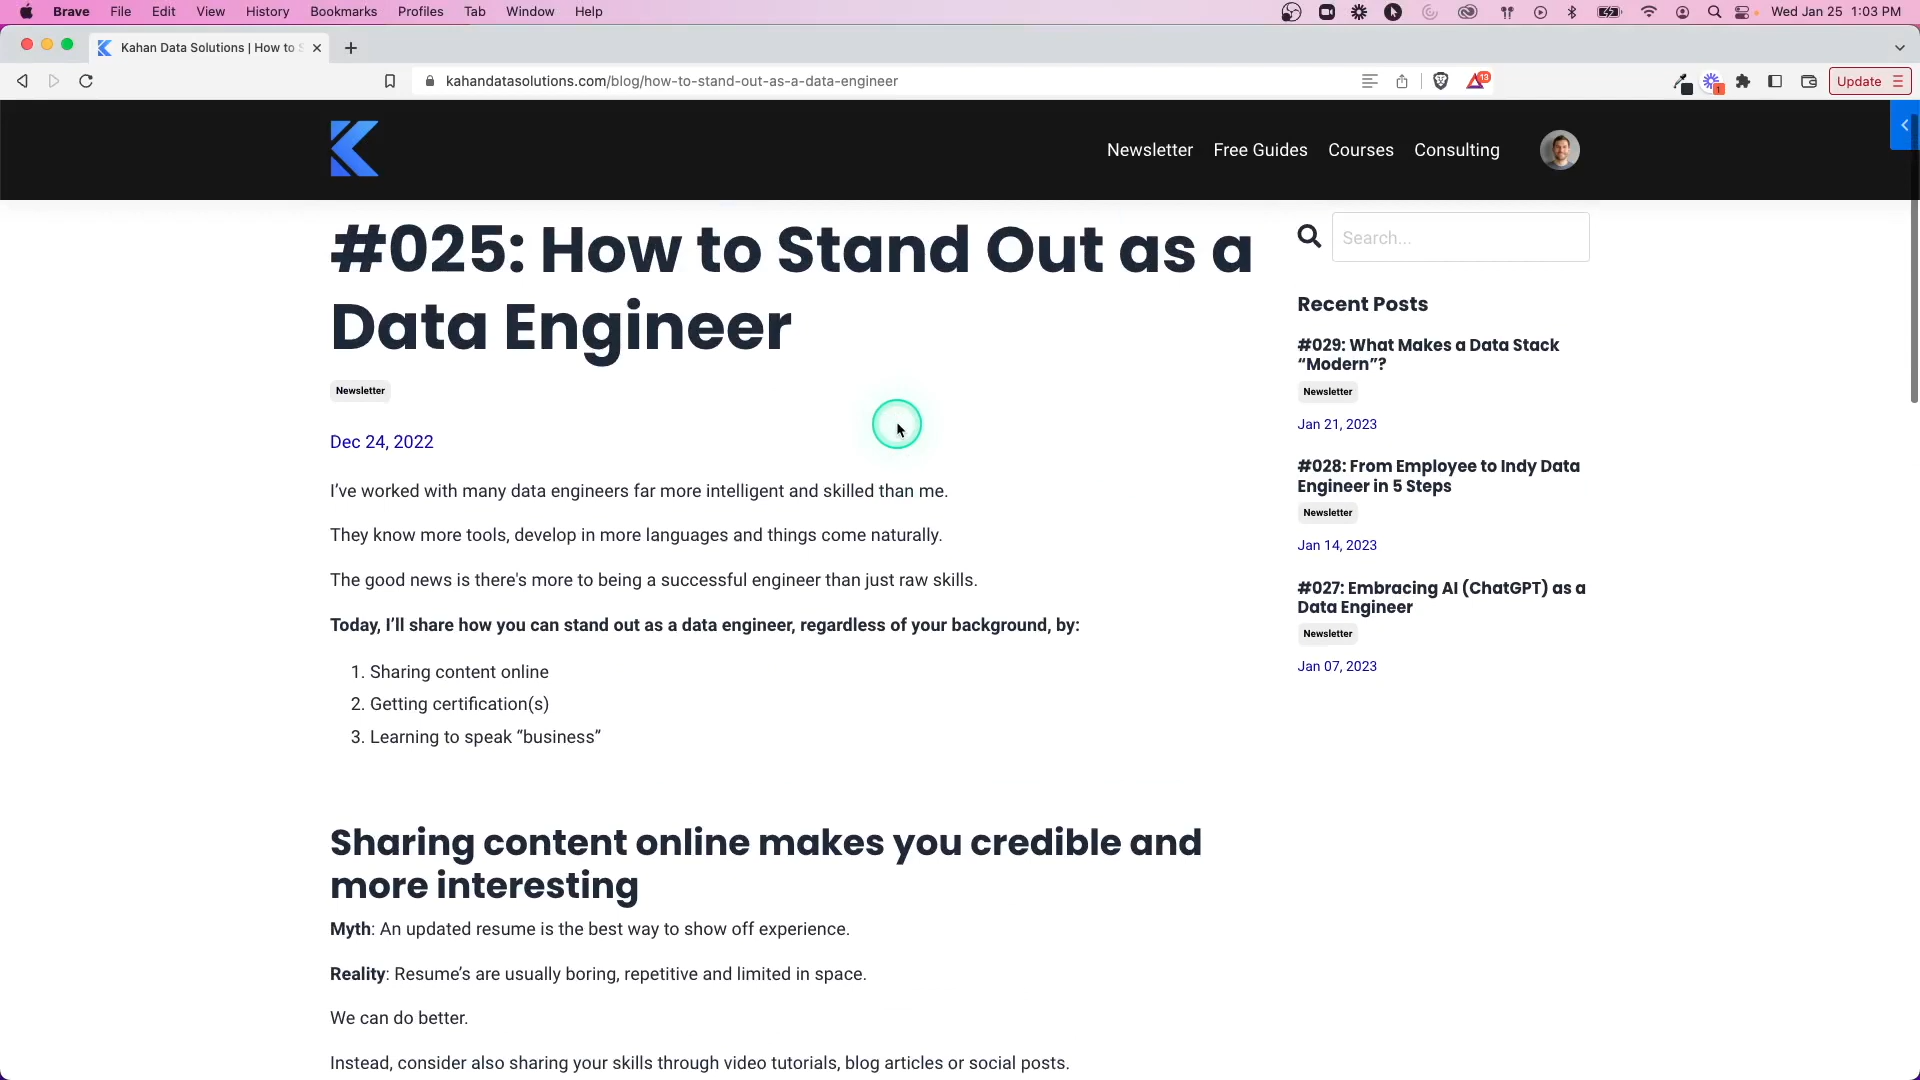 Brave File Edit View History Bookmarks Profiles Tab Window Help
Wed Jan 25 1:03 PM
Kahan Data Solutions | How to S
kahandatasolutions.com/blog/how-to-stand-out-as-a-data-engineer
13
1
Update
Newsletter Free Guides Courses Consulting
#025: How to Stand Out as a
Data Engineer
Newsletter
Dec 24, 2022
I’ve worked with many data engineers far more intelligent and skilled than me.
They know more tools, develop in more languages and things come naturally.
The good news is there's more to being a successful engineer than just raw skills.
Today, I’ll share how you can stand out as a data engineer, regardless of your background, by:
1. Sharing content online
2. Getting certification(s)
3. Learning to speak “business”
Sharing content online makes you credible and
more interesting
Myth: An updated resume is the best way to show off experience.
Reality: Resume’s are usually boring, repetitive and limited in space.
We can do better.
Instead, consider also sharing your skills through video tutorials, blog articles or social posts.
Search...
Recent Posts
#029: What Makes a Data Stack
“Modern”?
Newsletter
Jan 21, 2023
#028: From Employee to Indy Data
Engineer in 5 Steps
Newsletter
Jan 14, 2023
#027: Embracing AI (ChatGPT) as a
Data Engineer
Newsletter
Jan 07, 2023